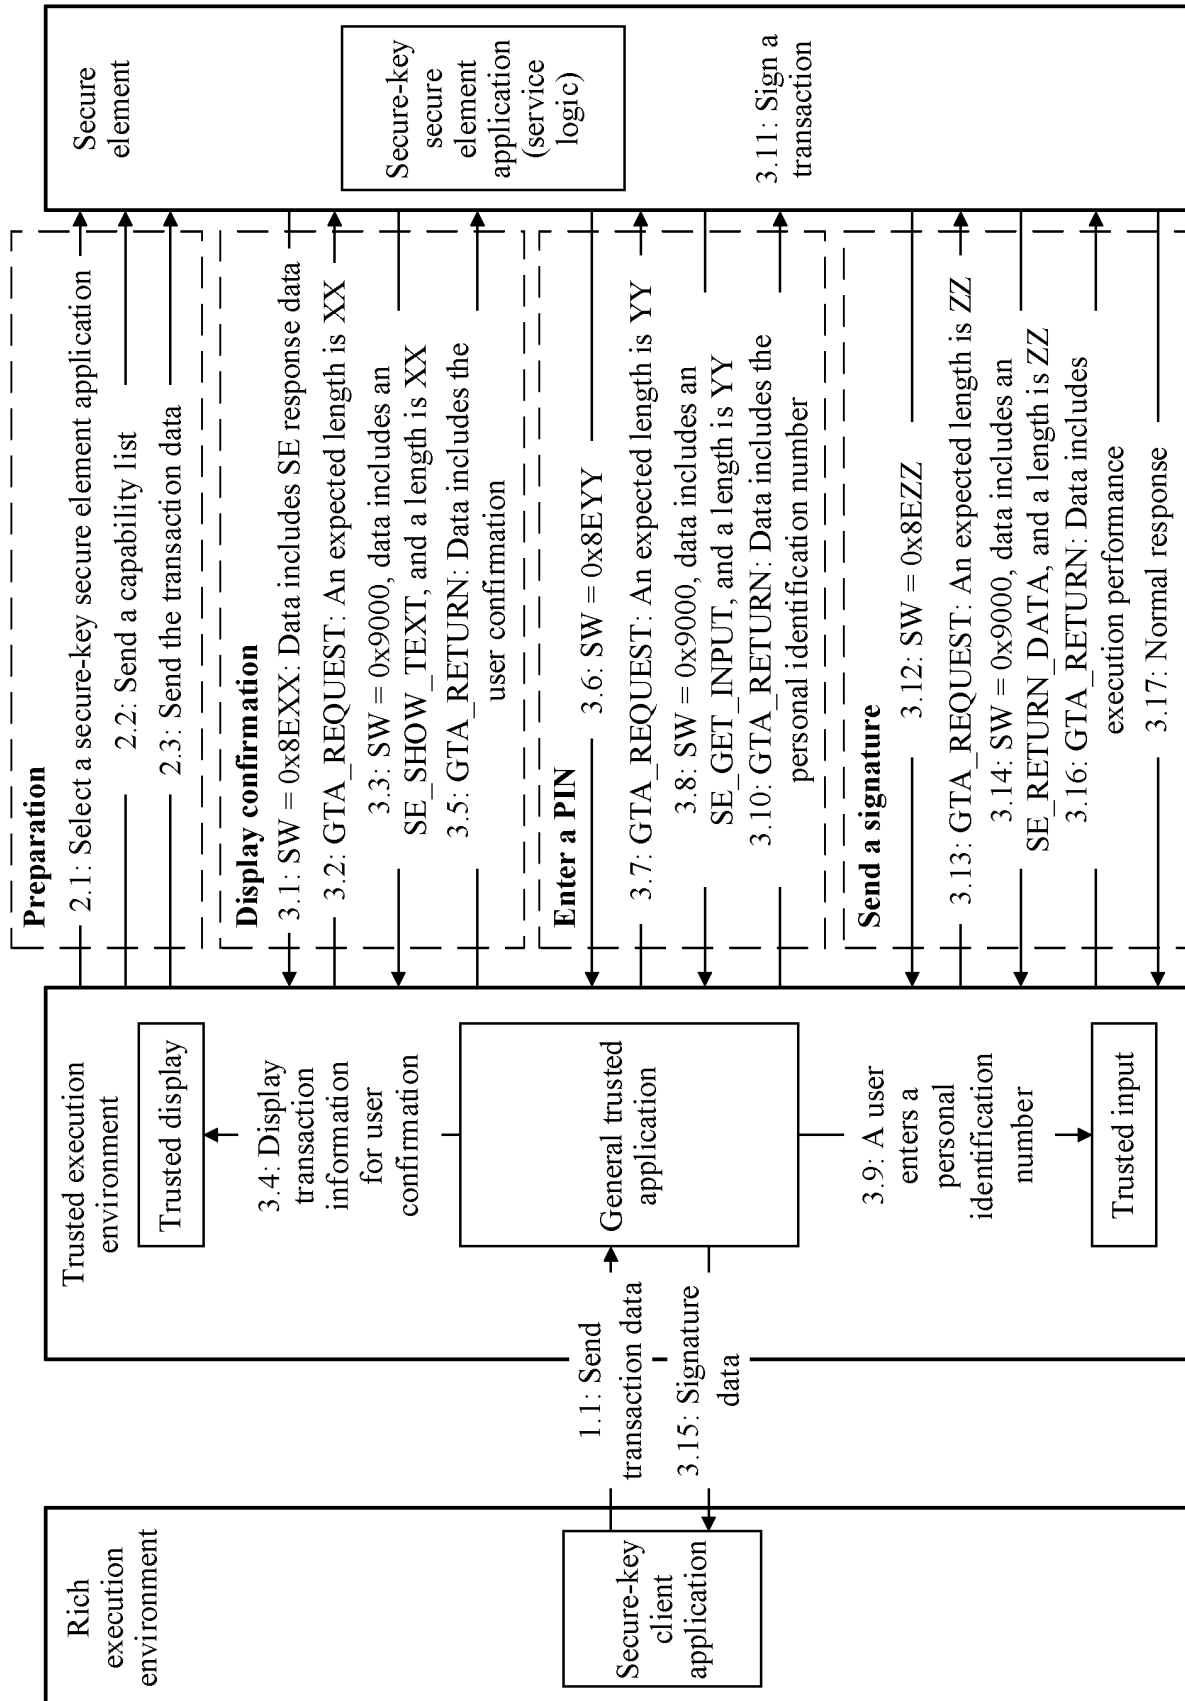 Rich
execution
environment
Secure-key
client
application
1.1: Send
transaction data
3.15: Signature
data
Trusted execution
environment
Trusted display
3.4: Display
transaction
information
for user
confirmation
General trusted
application
3.9: A user
enters a
personal
identification
number
Trusted input
Preparation
2.1: Select a secure-key secure element application
2.2: Send a capability list
2.3: Send the transaction data
Display confirmation
3.1: SW = 0x8EXX: Data includes SE response data
3.2: GTA_REQUEST: An expected length is XX
3.3: SW = 0x9000, data includes an
SE_SHOW_TEXT, and a length is XX
3.5: GTA_RETURN: Data includes the
user confirmation
Enter a PIN
3.6: SW = 0x8EYY
3.7: GTA_REQUEST: An expected length is YY
3.8: SW = 0x9000, data includes an
SE_GET_INPUT, and a length is YY
3.10: GTA_RETURN: Data includes the
personal identification number
Send a signature
3.12: SW = 0x8EZZ
3.13: GTA_REQUEST: An expected length is ZZ
3.14: SW = 0x9000, data includes an
SE_RETURN_DATA, and a length is ZZ
3.16: GTA_RETURN: Data includes
execution performance
3.17: Normal response
Secure
element
Secure-key
secure
element
application
(service
logic)
3.11: Sign a
transaction